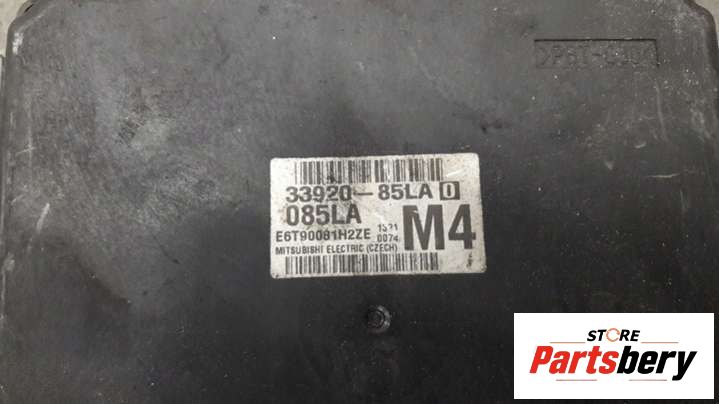 33920-85LA 0
085LA
E6T90081H2ZE
1321
0074
M4
MITSUBISHI ELECTRIC (CZECH)
STORE
Partsbery